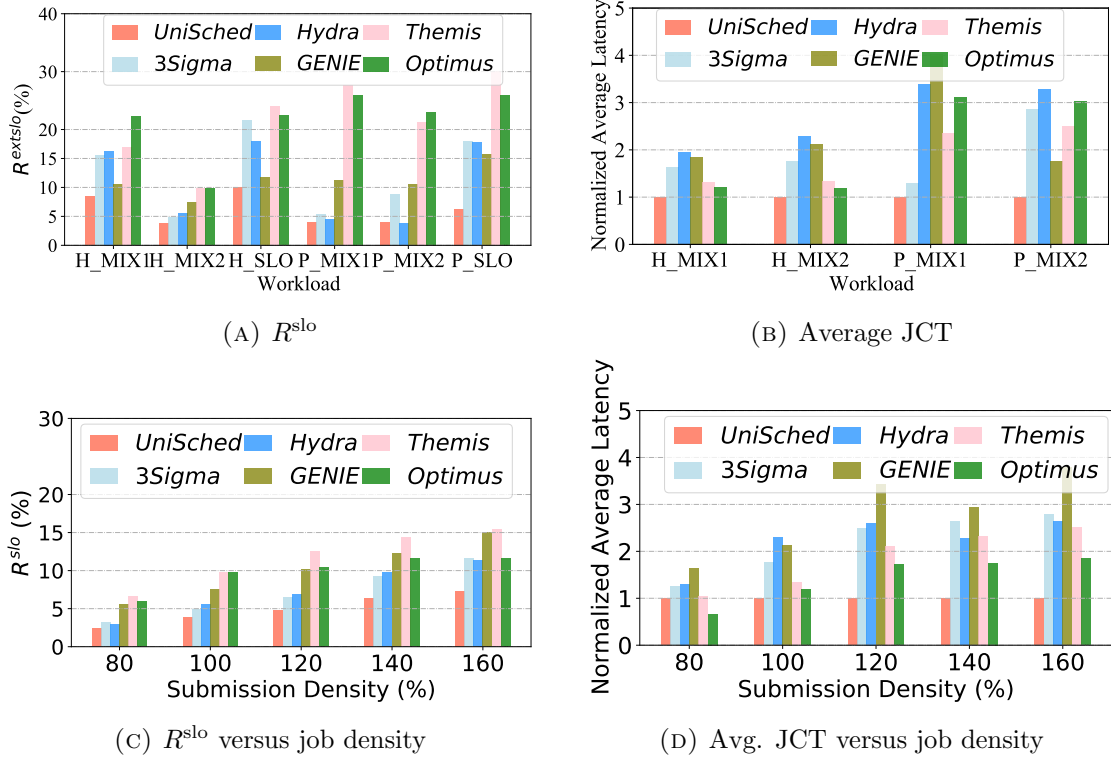 40
30
20
15
10
5
0
R^{extslo}(%)
UniSched Hydra Themis
3Sigma GENIE Optimus
H_MIX1 H_MIX2 H_SLO P_MIX1 P_MIX2 P_SLO
Workload
(A) R^{slo}
5
4
3
2
1
0
Normalized Average Latency
UniSched Hydra Themis
3Sigma GENIE Optimus
H_MIX1 H_MIX2 P_MIX1 P_MIX2
Workload
(B) Average JCT
30
20
15
10
5
0
R^{slo} (%)
UniSched Hydra Themis
3Sigma GENIE Optimus
80 100 120 140 160
Submission Density (%)
(C) R^{slo} versus job density
5
4
3
2
1
0
Normalized Average Latency
UniSched Hydra Themis
3Sigma GENIE Optimus
80 100 120 140 160
Submission Density (%)
(D) Avg. JCT versus job density